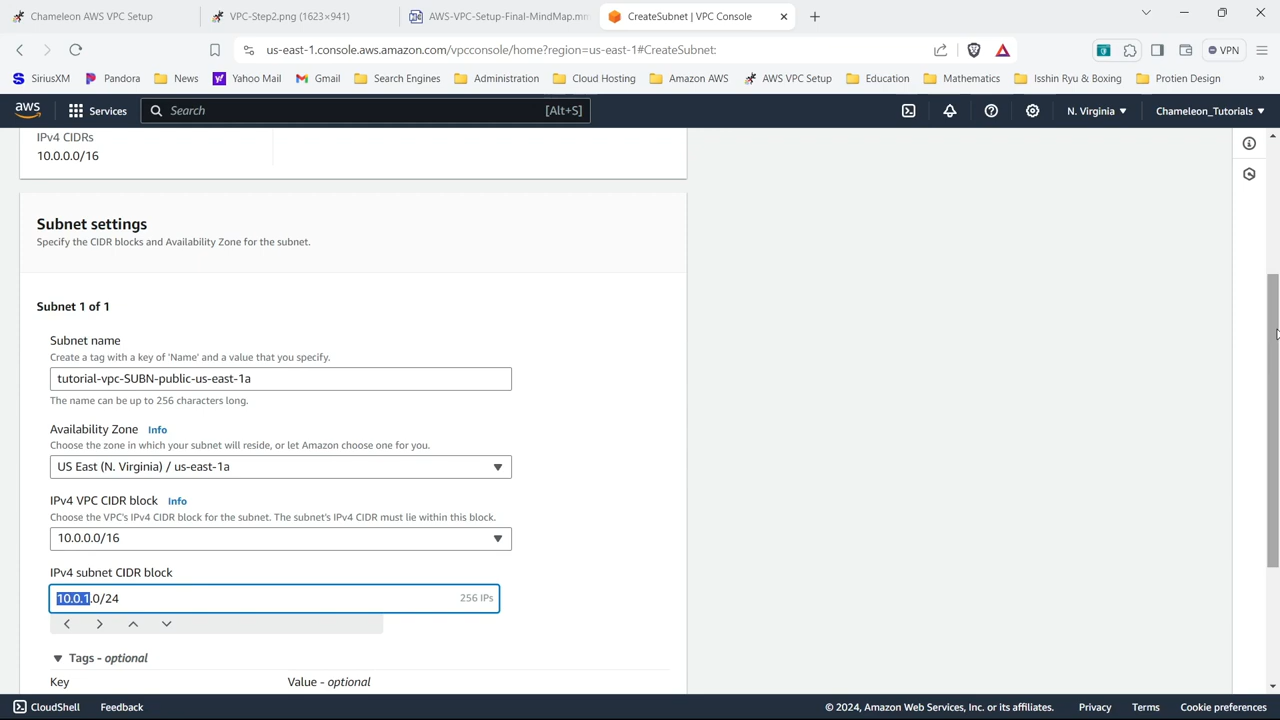 Chameleon AWS VPC Setup
VPC-Step2.png (1623×941)
AWS-VPC-Setup-Final-MindMap.mm
CreateSubnet | VPC Console
us-east-1.console.aws.amazon.com/vpcconsole/home?region=us-east-1#CreateSubnet:
VPN
SiriusXM
Pandora
News
Yahoo Mail
Gmail
Search Engines
Administration
Cloud Hosting
Amazon AWS
AWS VPC Setup
Education
Mathematics
Isshin Ryu & Boxing
Protien Design
»
aws
Services
Search
[Alt+S]
N. Virginia
Chameleon_Tutorials
IPv4 CIDRs
10.0.0.0/16
Subnet settings
Specify the CIDR blocks and Availability Zone for the subnet.
Subnet 1 of 1
Subnet name
Create a tag with a key of 'Name' and a value that you specify.
tutorial-vpc-SUBN-public-us-east-1a
The name can be up to 256 characters long.
Availability Zone Info
Choose the zone in which your subnet will reside, or let Amazon choose one for you.
US East (N. Virginia) / us-east-1a
IPv4 VPC CIDR block Info
Choose the VPC's IPv4 CIDR block for the subnet. The subnet's IPv4 CIDR must lie within this block.
10.0.0.0/16
IPv4 subnet CIDR block
10.0.1.0/24 256 IPs
Tags - optional
Key Value - optional
CloudShell Feedback © 2024, Amazon Web Services, Inc. or its affiliates. Privacy Terms Cookie preferences